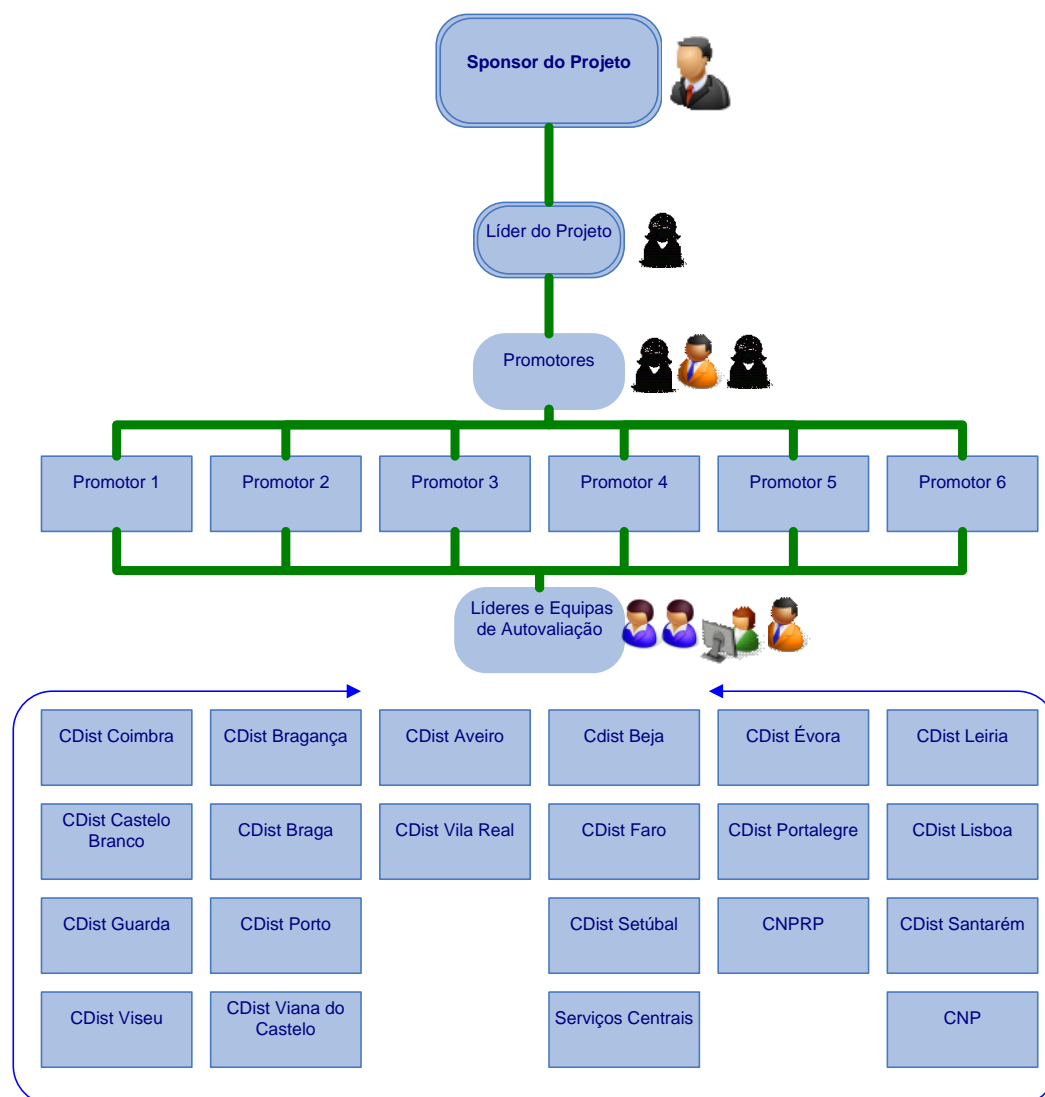 Sponsor do Projeto
Líder do Projeto
Promotores
Promotor 1
Promotor 2
Promotor 3
Promotor 4
Promotor 5
Promotor 6
Líderes e Equipas
de Autovaliação
CDist Coimbra
CDist Bragança
CDist Aveiro
Cdist Beja
CDist Évora
CDist Leiria
CDist Castelo
Branco
CDist Braga
CDist Vila Real
CDist Faro
CDist Portalegre
CDist Lisboa
CDist Guarda
CDist Porto
CDist Setúbal
CNPRP
CDist Santarém
CDist Viseu
CDist Viana do
Castelo
Serviços Centrais
CNP